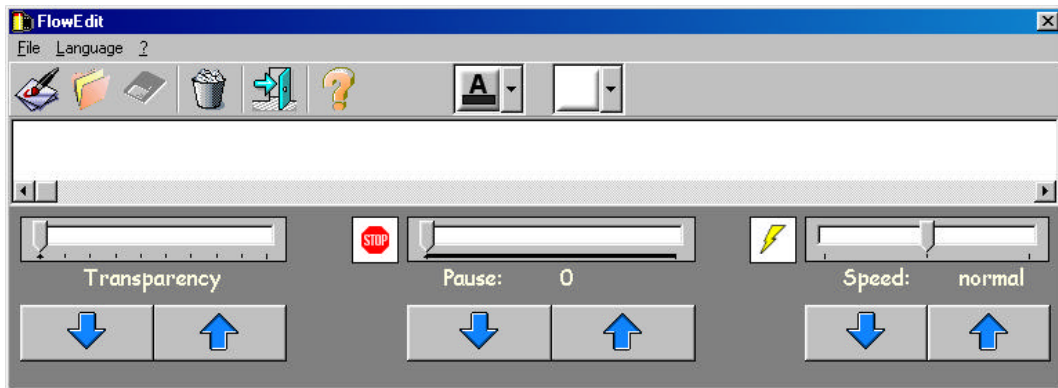 FlowEdit
File Language ?
A
STOP
Transparency Pause: 0 Speed: normal